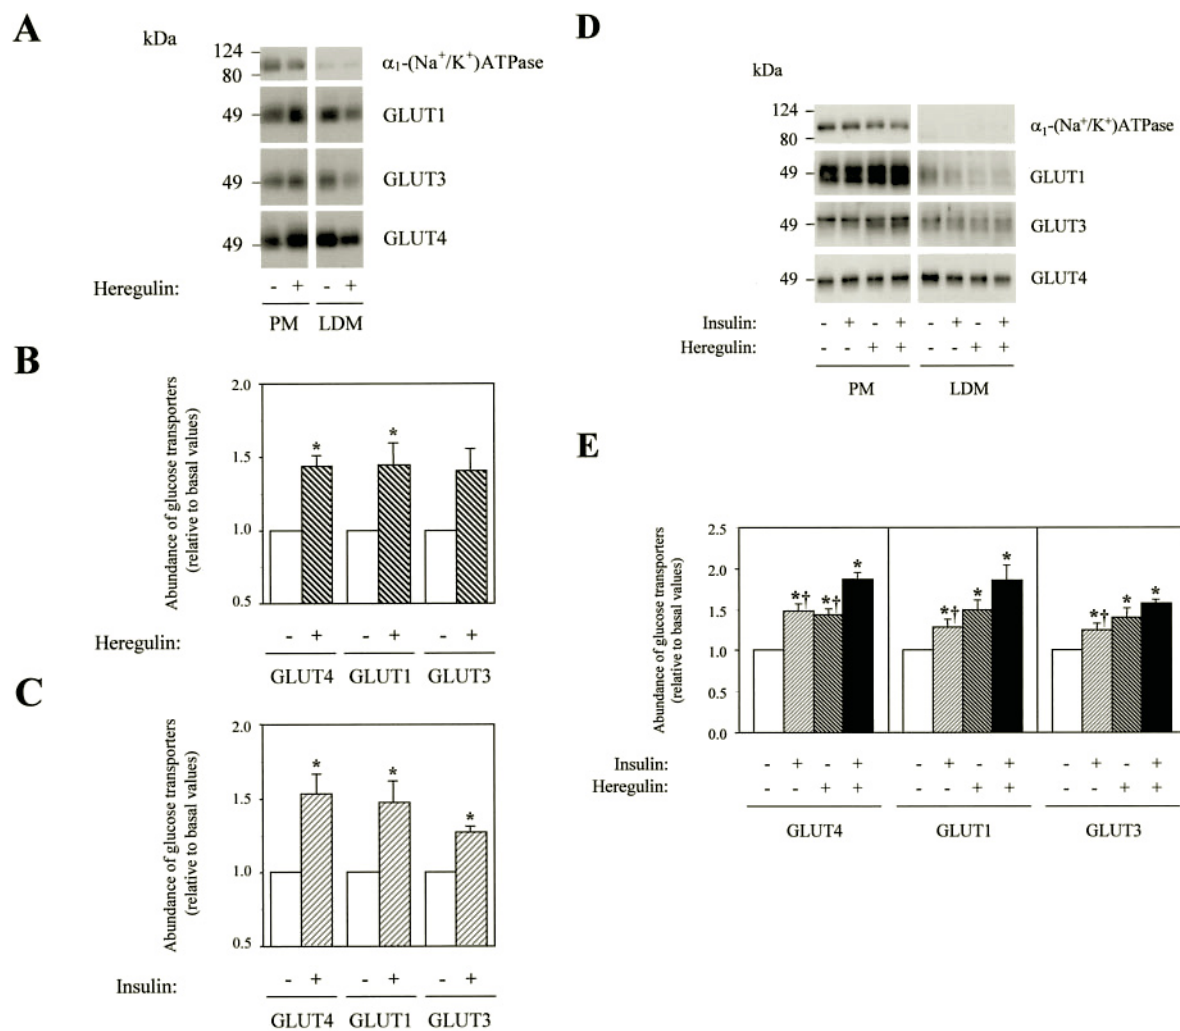 A
kDa
124
80
α₁-(Na⁺/K⁺)ATPase
49
GLUT1
49
GLUT3
49
GLUT4
Heregulin: - + - +
PM LDM
B
Abundance of glucose transporters
(relative to basal values)
2.0
1.5
1.0
0.5
* *
Heregulin: - + - + - +
GLUT4 GLUT1 GLUT3
C
Abundance of glucose transporters
(relative to basal values)
2.0
1.5
1.0
0.5
* * *
Insulin: - + - + - +
GLUT4 GLUT1 GLUT3
D
kDa
124
80
α₁-(Na⁺/K⁺)ATPase
49
GLUT1
49
GLUT3
49
GLUT4
Insulin: - + - + - + - +
Heregulin: - - + + - - + +
PM LDM
E
Abundance of glucose transporters
(relative to basal values)
2.5
2.0
1.5
1.0
0.5
0.0
*† *† * *† * * *† * *
Insulin: - + - + - + - + - + - +
Heregulin: - - + + - - + + - - + +
GLUT4 GLUT1 GLUT3